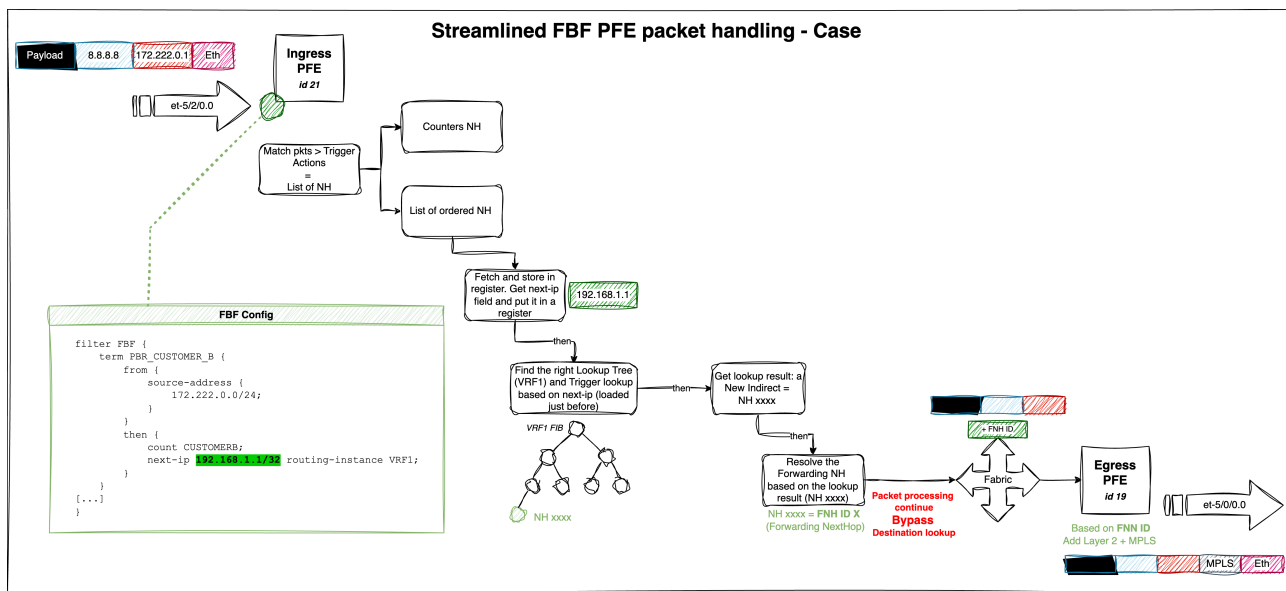 Streamlined FBF PFE packet handling - Case
Payload
8.8.8.8
172.222.0.1
Eth
Ingress
PFE
id 21
et-5/2/0.0
Counters NH
Match pkts > Trigger
Actions
=
List of NH
List of ordered NH
Fetch and store in
register. Get next-ip
field and put it in a
register
192.168.1.1
then
FBF Config
filter FBF {
    term PBR_CUSTOMER_B {
        from {
            source-address {
                172.222.0.0/24;
            }
        }
        then {
            count CUSTOMERB;
            next-ip 192.168.1.1/32 routing-instance VRF1;
        }
    }
[...]
}
Find the right Lookup Tree
(VRF1) and Trigger lookup
based on next-ip (loaded
just before)
then
Get lookup result: a
New Indirect =
NH xxxx
VRF1 FIB
NH xxxx
then
Resolve the
Forwarding NH
based on the lookup
result (NH xxxx)
NH xxxx = FNH ID X
(Forwarding NextHop)
Packet processing
continue
Bypass
Destination lookup
+ FNH ID
Fabric
Egress
PFE
id 19
et-5/0/0.0
Based on FNN ID
Add Layer 2 + MPLS
MPLS
Eth